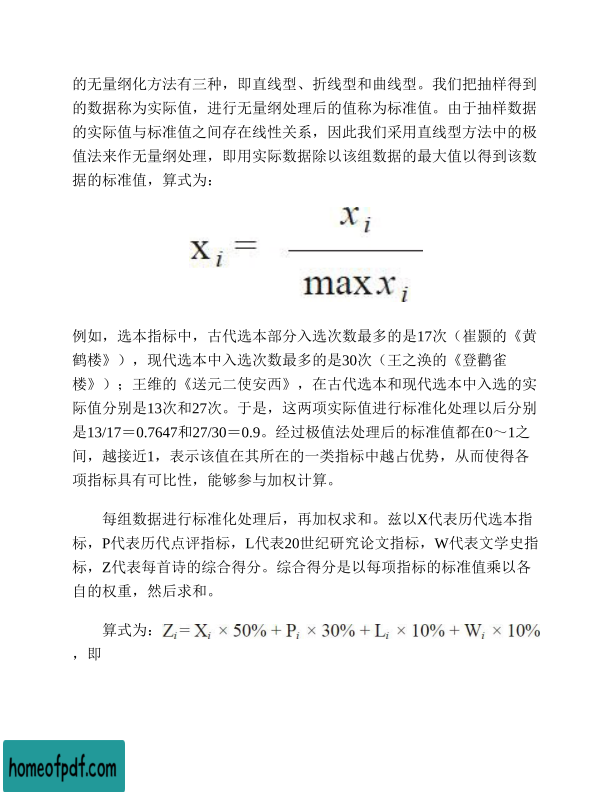 的无量纲化方法有三种，即直线型、折线型和曲线型。我们把抽样得到
的数据称为实际值，进行无量纲处理后的值称为标准值。由于抽样数据
的实际值与标准值之间存在线性关系，因此我们采用直线型方法中的极
值法来作无量纲处理，即用实际数据除以该组数据的最大值以得到该数
据的标准值，算式为：
x_i = x_i / max x_i
例如，选本指标中，古代选本部分入选次数最多的是17次（崔颢的《黄
鹤楼》），现代选本中入选次数最多的是30次（王之涣的《登鹳雀
楼》）；王维的《送元二使安西》，在古代选本和现代选本中入选的实
际值分别是13次和27次。于是，这两项实际值进行标准化处理以后分别
是13/17＝0.7647和27/30＝0.9。经过极值法处理后的标准值都在0～1之
间，越接近1，表示该值在其所在的一类指标中越占优势，从而使得各
项指标具有可比性，能够参与加权计算。
每组数据进行标准化处理后，再加权求和。兹以X代表历代选本指
标，P代表历代点评指标，L代表20世纪研究论文指标，W代表文学史指
标，Z代表每首诗的综合得分。综合得分是以每项指标的标准值乘以各
自的权重，然后求和。
算式为：Z_i = X_i × 50% + P_i × 30% + L_i × 10% + W_i × 10%
，即
homeofpdf.com